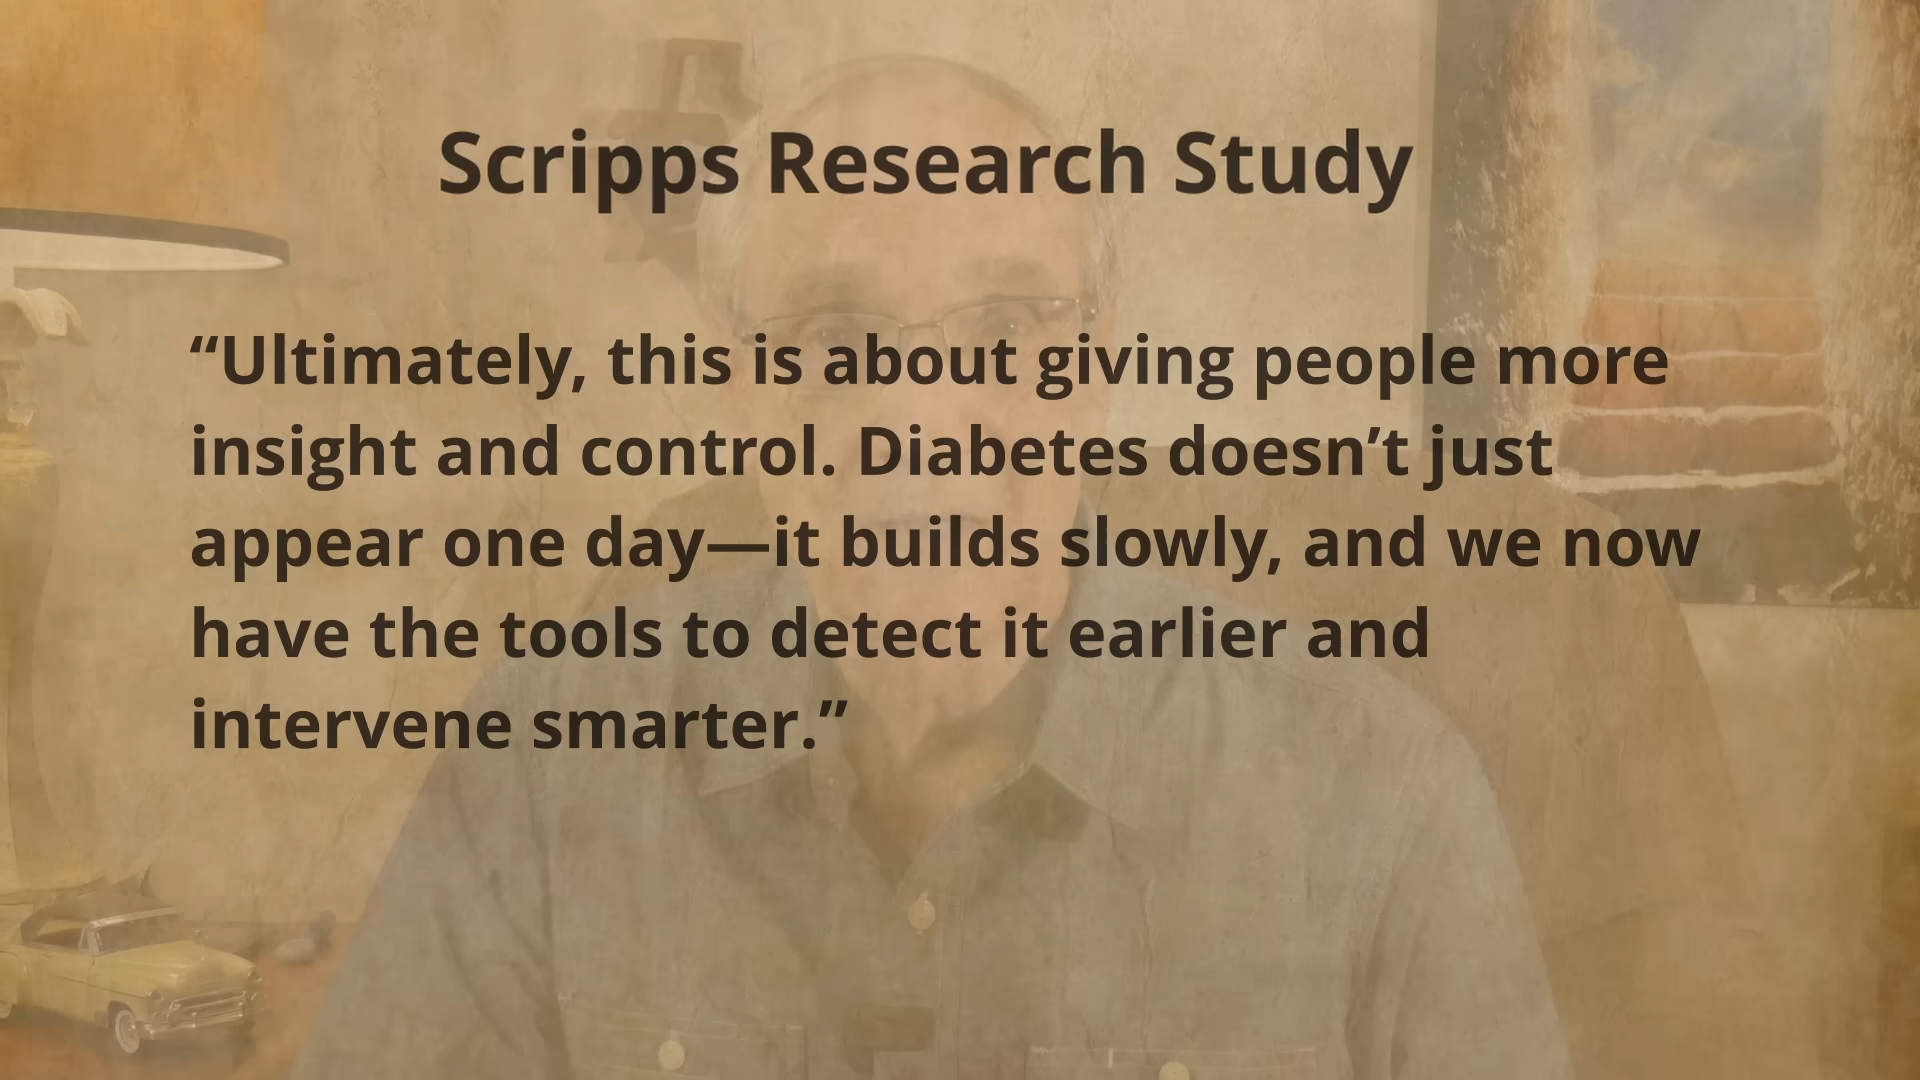 Scripps Research Study
“Ultimately, this is about giving people more
insight and control. Diabetes doesn’t just
appear one day—it builds slowly, and we now
have the tools to detect it earlier and
intervene smarter.”